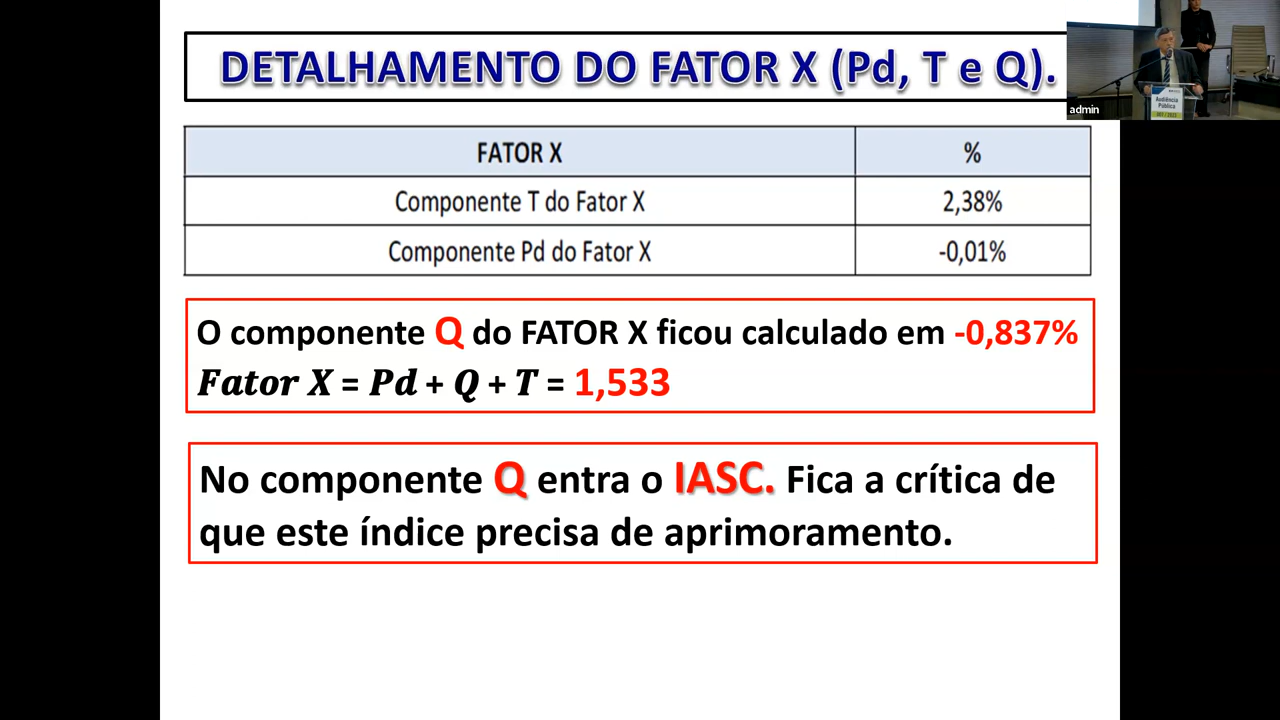 DETALHAMENTO DO FATOR X (Pd, T e Q).
admin
Audiência
Pública
FATOR X %
Componente T do Fator X 2,38%
Componente Pd do Fator X -0,01%
O componente Q do FATOR X ficou calculado em -0,837%
Fator X = Pd + Q + T = 1,533
No componente Q entra o IASC. Fica a crítica de
que este índice precisa de aprimoramento.